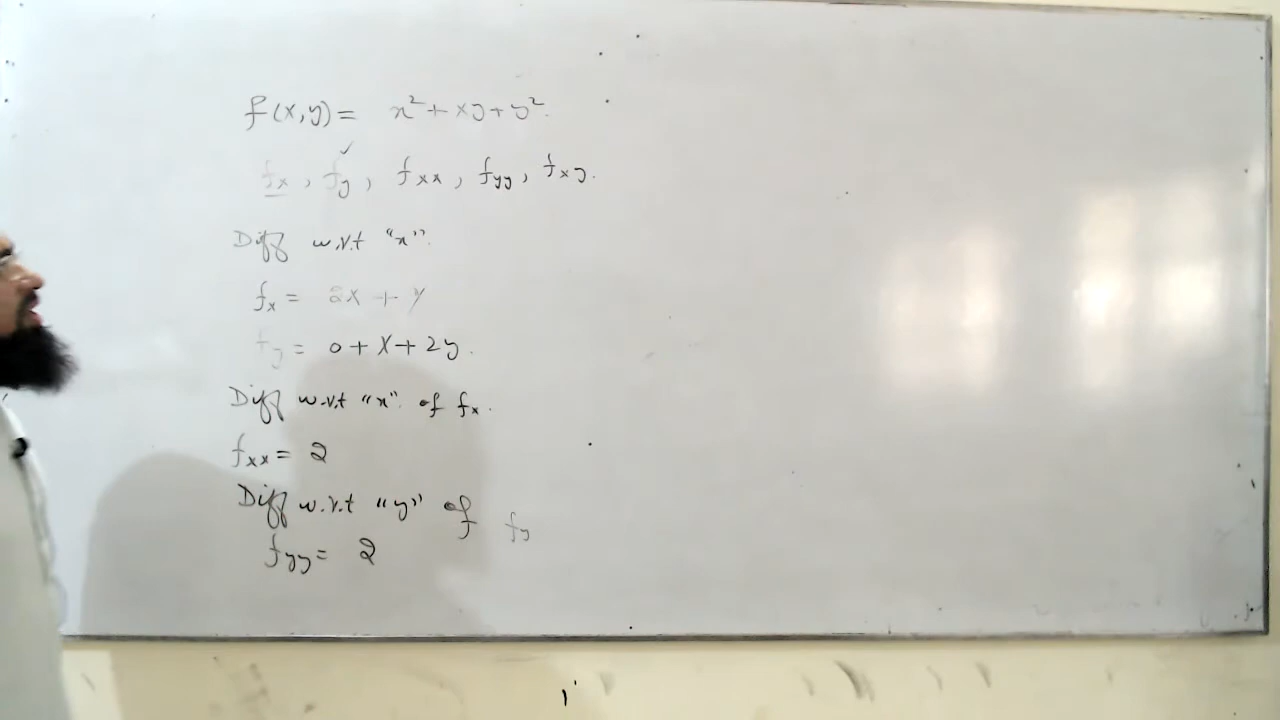 f(x,y) = x² + xy + y².
fx, fy, fxx, fyy, fxy.
Diff w.r.t "x".
fx = 2x + y
fy = 0 + x + 2y.
Diff w.r.t "x". of fx.
fxx = 2
Diff w.r.t "y" of fy
fyy = 2